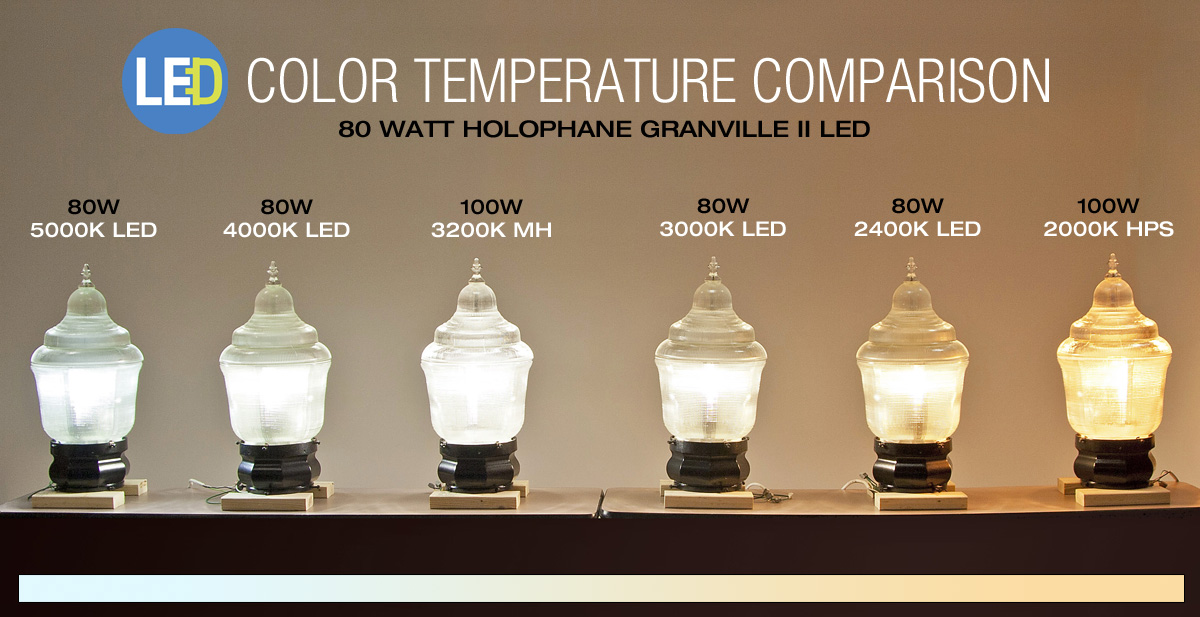 LED COLOR TEMPERATURE COMPARISON
80 WATT HOLOPHANE GRANVILLE II LED
80W
5000K LED
80W
4000K LED
100W
3200K MH
80W
3000K LED
80W
2400K LED
100W
2000K HPS